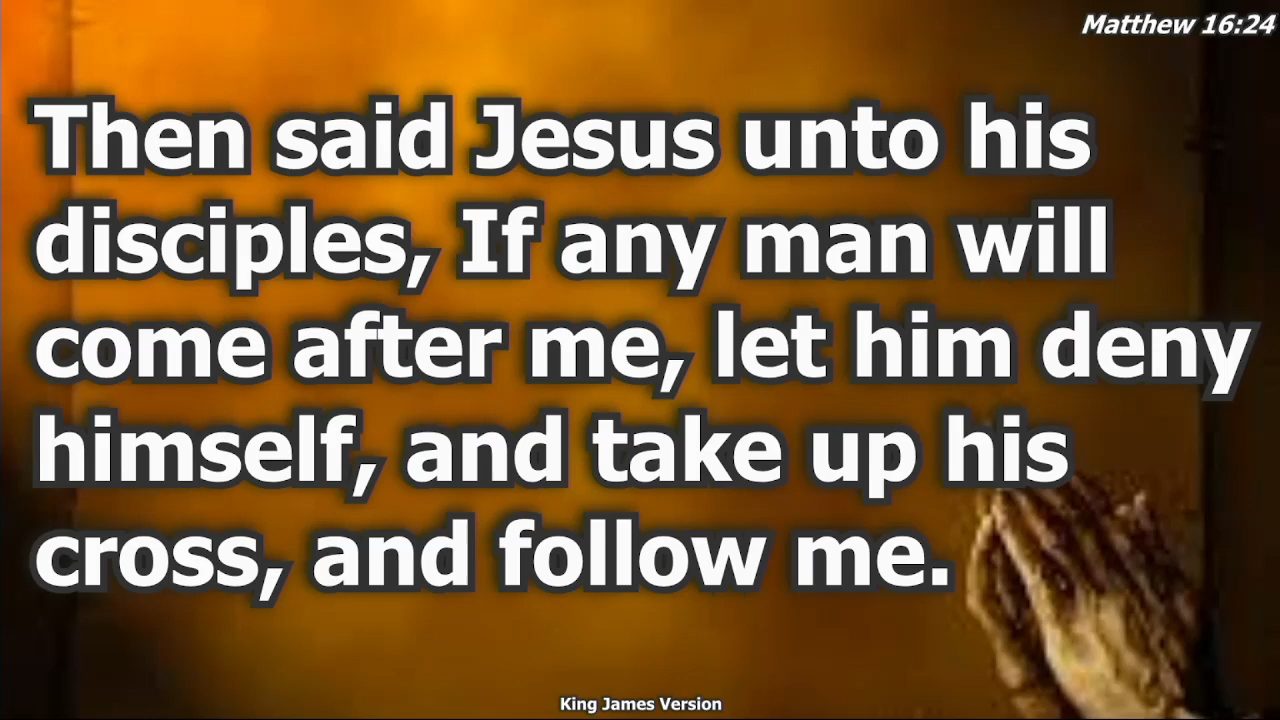 Matthew 16:24
Then said Jesus unto his
disciples, If any man will
come after me, let him deny
himself, and take up his
cross, and follow me.
King James Version